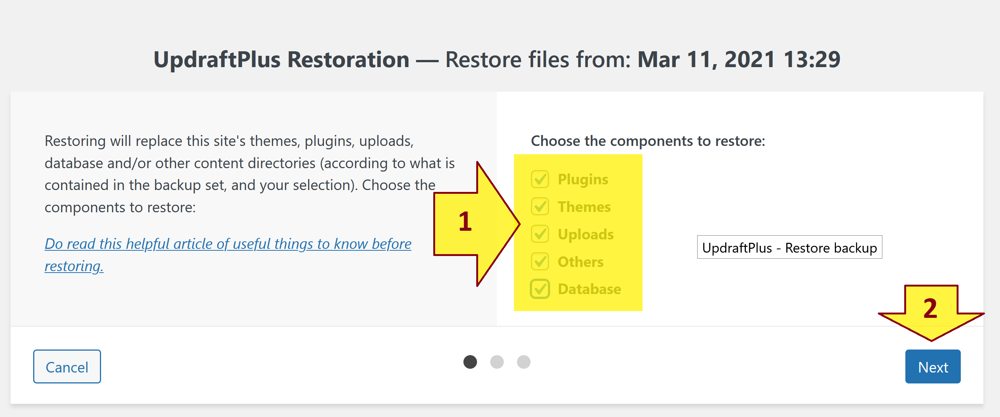 UpdraftPlus Restoration — Restore files from: Mar 11, 2021 13:29
Restoring will replace this site's themes, plugins, uploads,
database and/or other content directories (according to what is
contained in the backup set, and your selection). Choose the
components to restore:
Do read this helpful article of useful things to know before
restoring.
1
Choose the components to restore:
Plugins
Themes
Uploads
Others
Database
UpdraftPlus - Restore backup
2
Cancel
Next